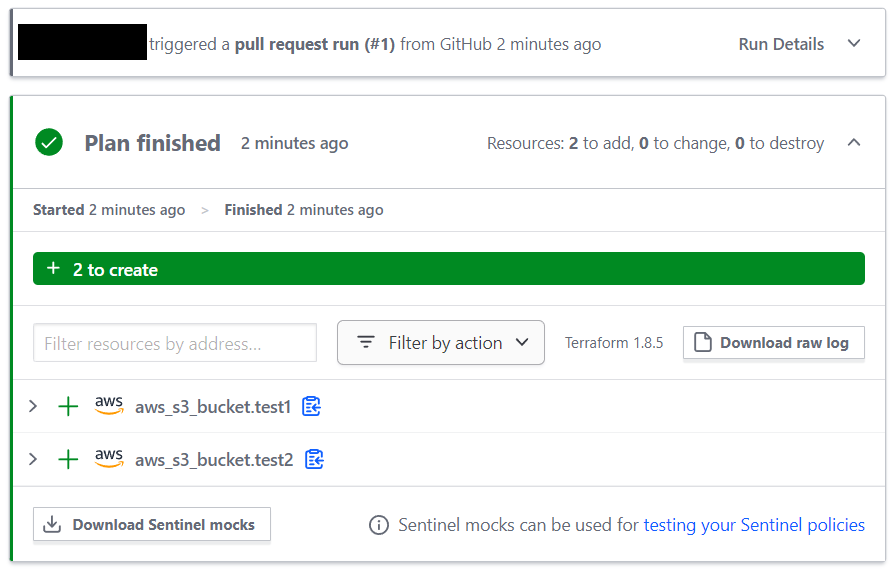 triggered a pull request run (#1) from GitHub 2 minutes ago Run Details
Plan finished 2 minutes ago Resources: 2 to add, 0 to change, 0 to destroy
Started 2 minutes ago > Finished 2 minutes ago
+ 2 to create
Filter resources by address... Filter by action Terraform 1.8.5 Download raw log
aws aws_s3_bucket.test1
aws aws_s3_bucket.test2
Download Sentinel mocks Sentinel mocks can be used for testing your Sentinel policies